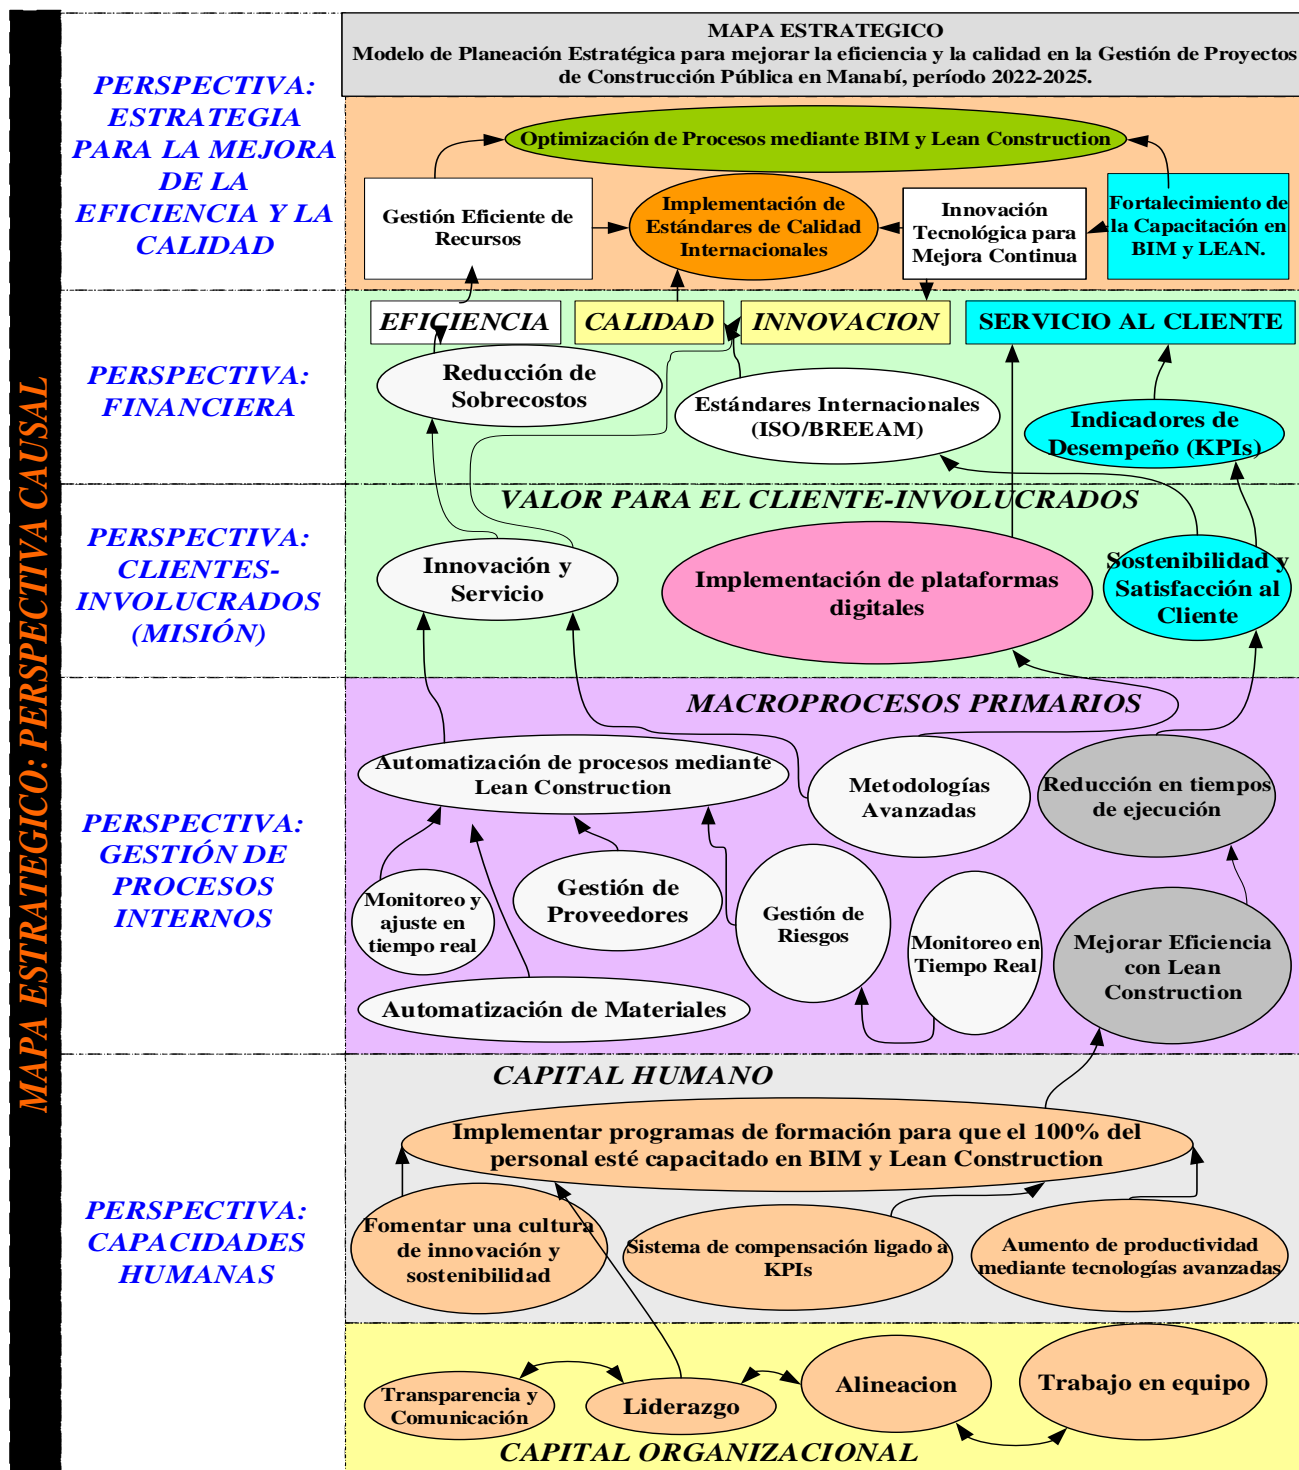 MAPA ESTRATEGICO: PERSPECTIVA CAUSAL
MAPA ESTRATEGICO
Modelo de Planeación Estratégica para mejorar la eficiencia y la calidad en la Gestión de Proyectos
de Construcción Pública en Manabí, período 2022-2025.
PERSPECTIVA:
ESTRATEGIA
PARA LA MEJORA
DE LA
EFICIENCIA Y LA
CALIDAD
Optimización de Procesos mediante BIM y Lean Construction
Gestión Eficiente de
Recursos
Implementación de
Estándares de Calidad
Internacionales
Innovación
Tecnológica para
Mejora Continua
Fortalecimiento de
la Capacitación en
BIM y LEAN.
PERSPECTIVA:
FINANCIERA
EFICIENCIA
CALIDAD
INNOVACION
SERVICIO AL CLIENTE
Reducción de
Sobrecostos
Estándares Internacionales
(ISO/BREEAM)
Indicadores de
Desempeño (KPIs)
PERSPECTIVA:
CLIENTES-
INVOLUCRADOS
(MISIÓN)
VALOR PARA EL CLIENTE-INVOLUCRADOS
Innovación y
Servicio
Implementación de plataformas
digitales
Sostenibilidad y
Satisfacción al
Cliente
PERSPECTIVA:
GESTIÓN DE
PROCESOS
INTERNOS
MACROPROCESOS PRIMARIOS
Automatización de procesos mediante
Lean Construction
Metodologías
Avanzadas
Reducción en tiempos
de ejecución
Monitoreo y
ajuste en
tiempo real
Gestión de
Proveedores
Gestión de
Riesgos
Monitoreo en
Tiempo Real
Mejorar Eficiencia
con Lean
Construction
Automatización de Materiales
PERSPECTIVA:
CAPACIDADES
HUMANAS
CAPITAL HUMANO
Implementar programas de formación para que el 100% del
personal esté capacitado en BIM y Lean Construction
Fomentar una cultura
de innovación y
sostenibilidad
Sistema de compensación ligado a
KPIs
Aumento de productividad
mediante tecnologías avanzadas
Transparencia y
Comunicación
Liderazgo
Alineacion
Trabajo en equipo
CAPITAL ORGANIZACIONAL